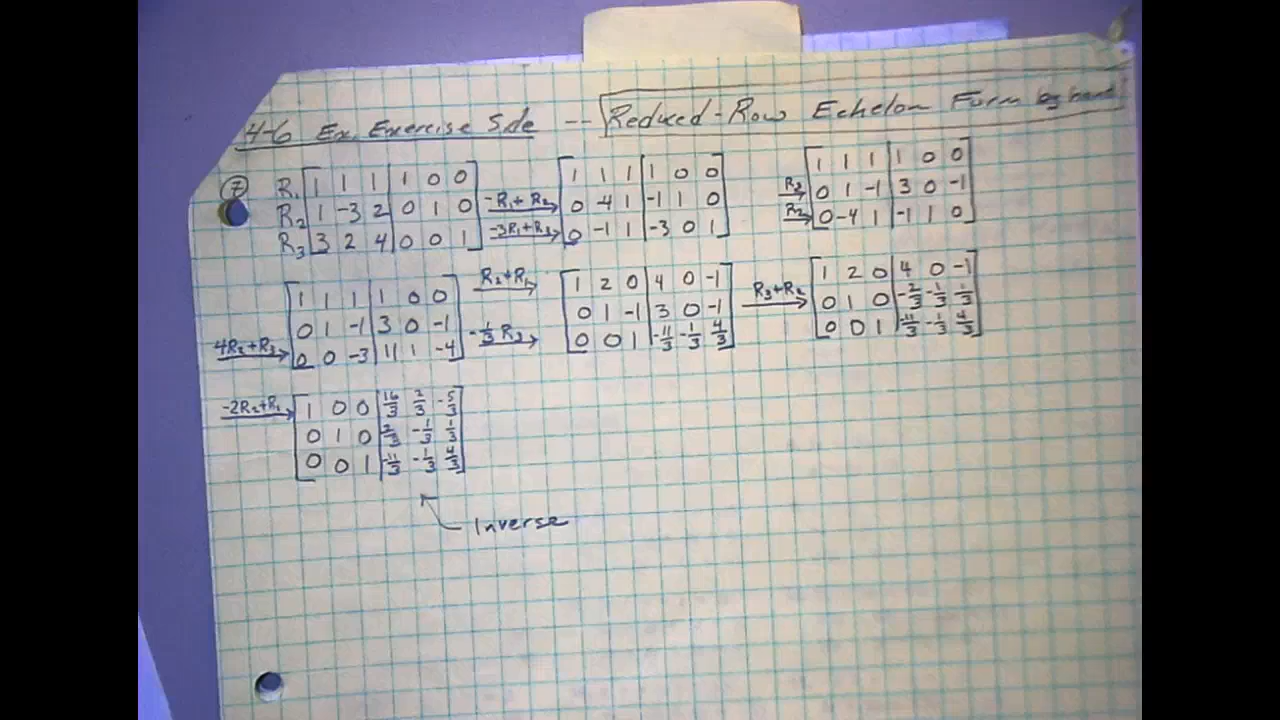 4-6 Ex. Exercise Side -- Reduced-Row Echelon Form by hand
7
R1 [1 1 1 | 1 0 0]
R2 [1 -3 2 | 0 1 0]
R3 [3 2 4 | 0 0 1]
-R1+R2
-3R1+R3
[1 1 1 | 1 0 0]
[0 -4 1 | -1 1 0]
[0 -1 1 | -3 0 1]
R3
R2
[1 1 1 | 1 0 0]
[0 1 -1 | 3 0 -1]
[0 -4 1 | -1 1 0]
4R2+R3
[1 1 1 | 1 0 0]
[0 1 -1 | 3 0 -1]
[0 0 -3 | 11 1 -4]
R2+R1
-1/3 R3
[1 2 0 | 4 0 -1]
[0 1 -1 | 3 0 -1]
[0 0 1 | -11/3 -1/3 4/3]
R3+R2
[1 2 0 | 4 0 -1]
[0 1 0 | -2/3 -1/3 1/3]
[0 0 1 | -11/3 -1/3 4/3]
-2R2+R1
[1 0 0 | 16/3 2/3 -5/3]
[0 1 0 | -2/3 -1/3 1/3]
[0 0 1 | -11/3 -1/3 4/3]
Inverse